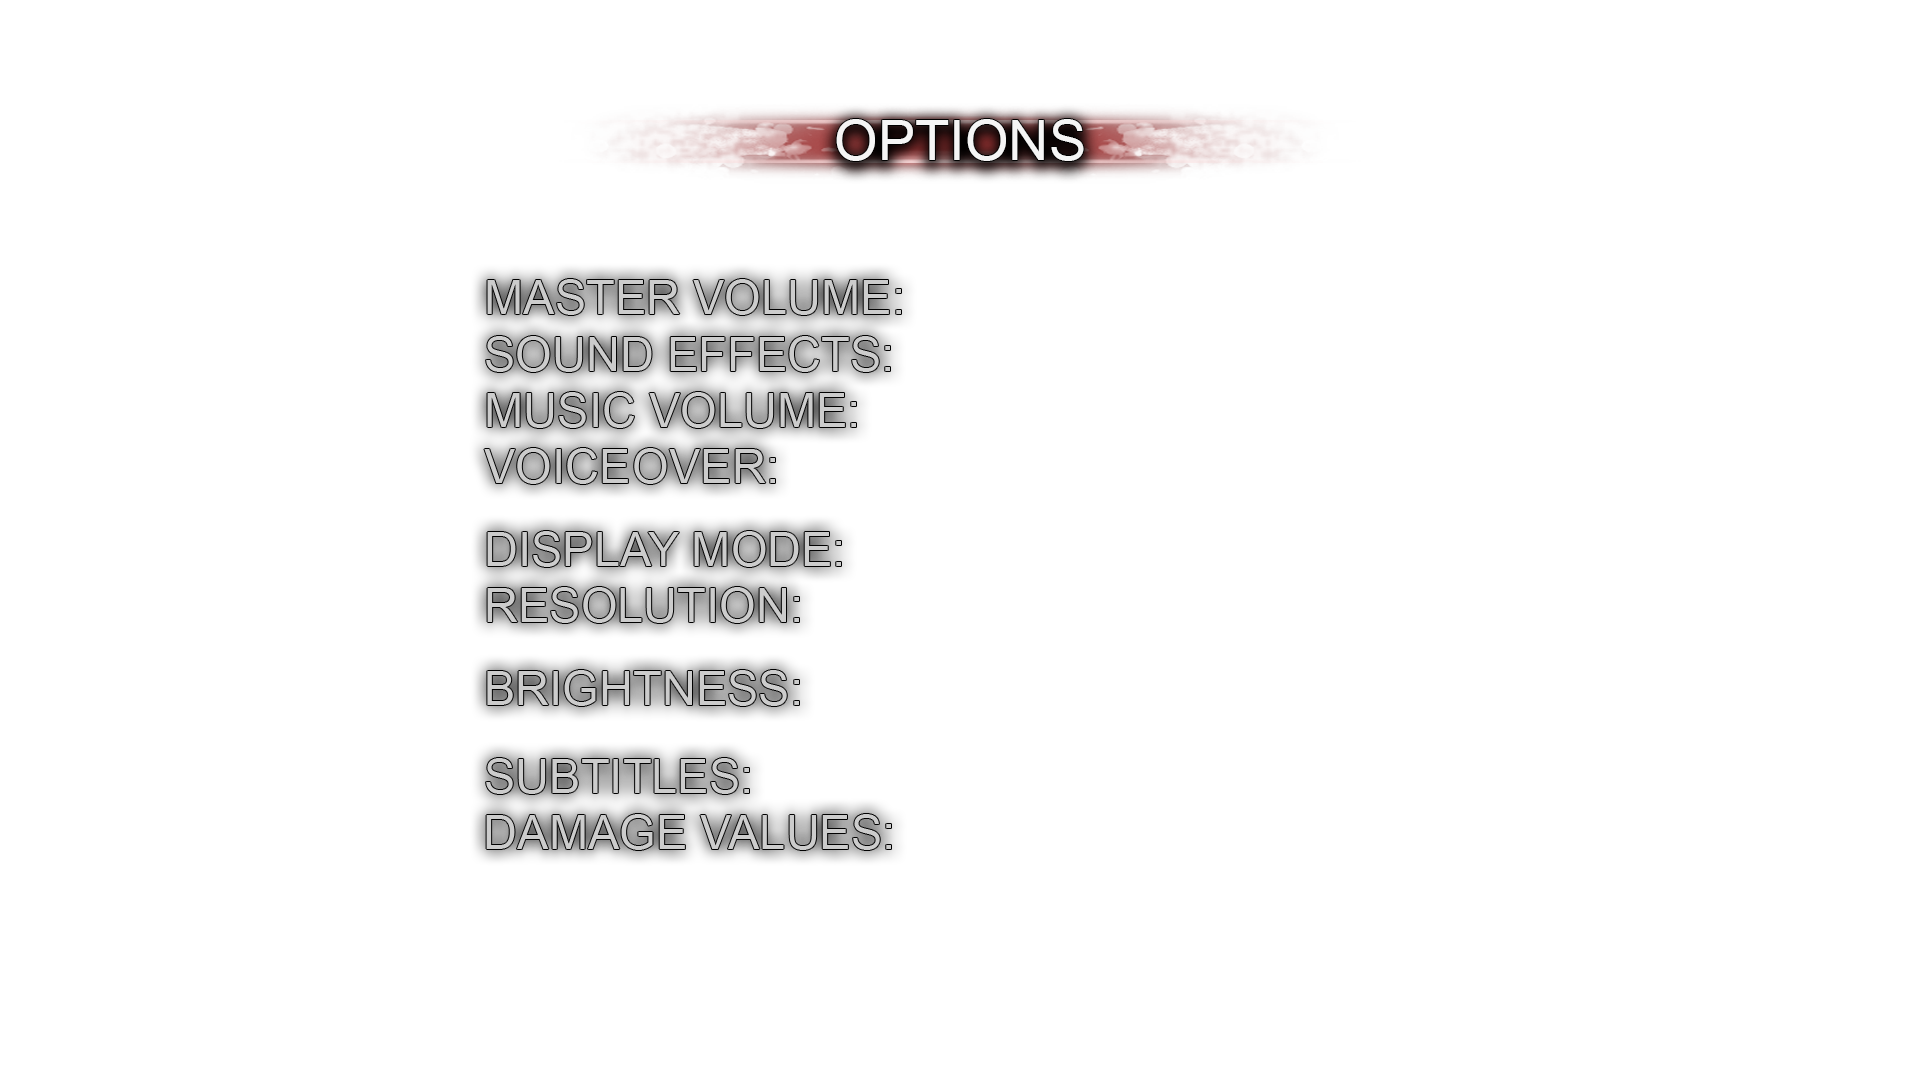 OPTIONS
MASTER VOLUME:
SOUND EFFECTS:
MUSIC VOLUME:
VOICEOVER:
DISPLAY MODE:
RESOLUTION:
BRIGHTNESS:
SUBTITLES:
DAMAGE VALUES: